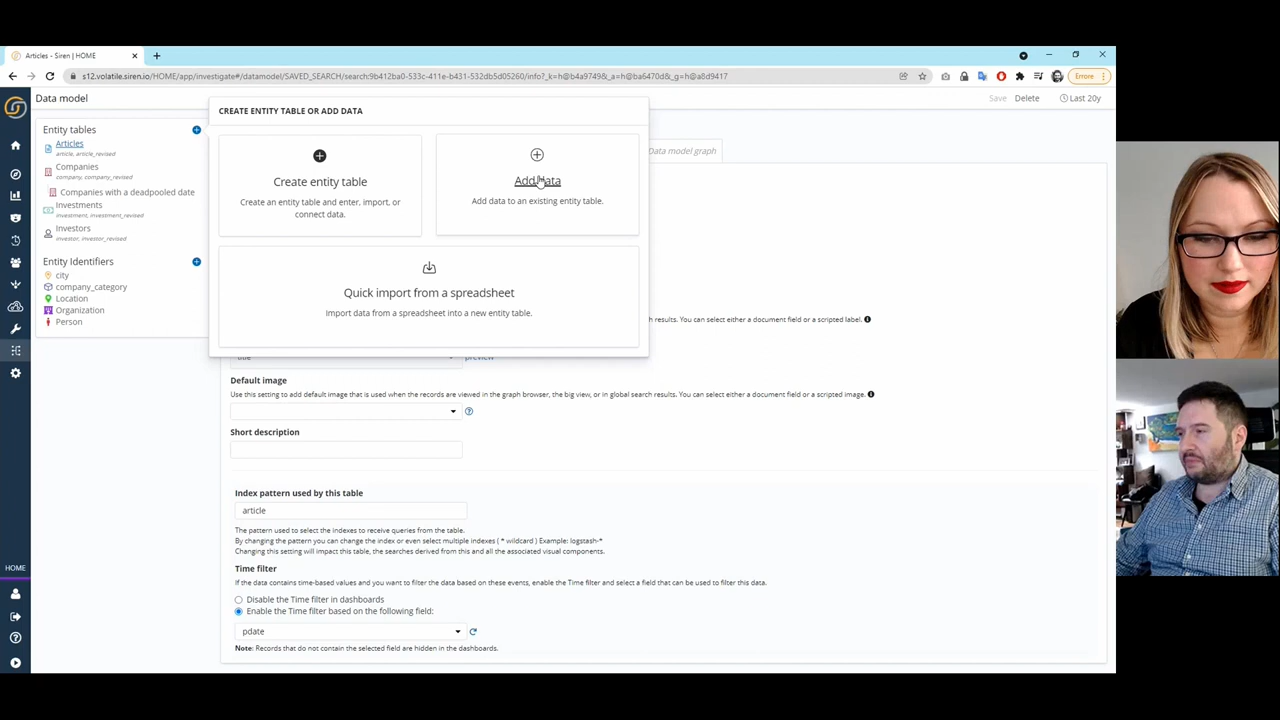 Articles - Siren | HOME
s12.volatile.siren.io/HOME/app/investigate#/datamodel/SAVED_SEARCH/search:9b412ba0-533c-411e-b431-532db5d05260/info?_k=h@b4a9749&_a=h@ba6470d&_g=h@a8d9417
Errore
Data model
Save Delete Last 20y
Entity tables
Articles
article, article_revised
Companies
company, company_revised
Companies with a deadpooled date
Investments
investment, investment_revised
Investors
investor, investor_revised
Entity Identifiers
city
company_category
Location
Organization
Person
CREATE ENTITY TABLE OR ADD DATA
Create entity table
Create an entity table and enter, import, or
connect data.
Add data
Add data to an existing entity table.
Quick import from a spreadsheet
Import data from a spreadsheet into a new entity table.
Data model graph
h results. You can select either a document field or a scripted label.
title
preview
Default image
Use this setting to add default image that is used when the records are viewed in the graph browser, the big view, or in global search results. You can select either a document field or a scripted image.
Short description
Index pattern used by this table
article
The pattern used to select the indexes to receive queries from the table.
By changing the pattern you can change the index or even select multiple indexes ( * wildcard ) Example: logstash-*
Changing this setting will impact this table, the searches derived from this and all the associated visual components.
Time filter
If the data contains time-based values and you want to filter the data based on these events, enable the Time filter and select a field that can be used to filter this data.
Disable the Time filter in dashboards
Enable the Time filter based on the following field:
pdate
Note: Records that do not contain the selected field are hidden in the dashboards.
HOME